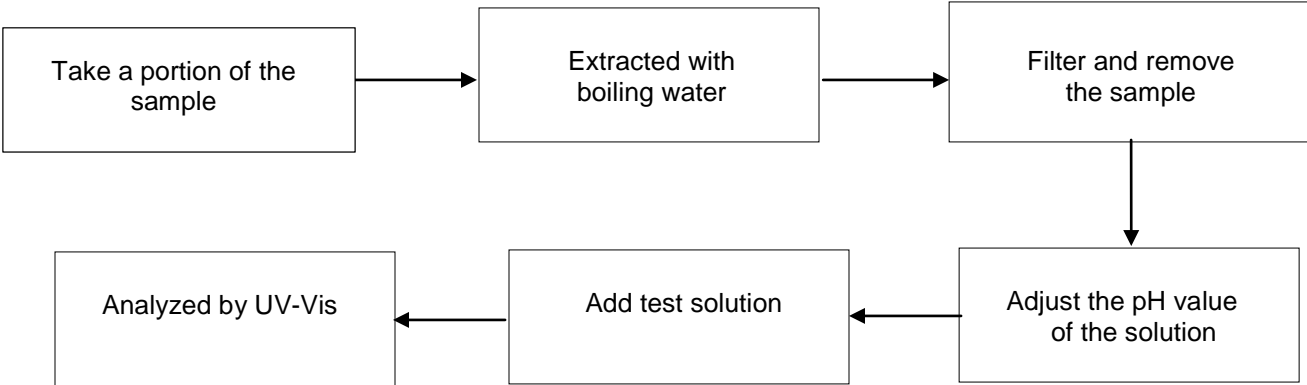 Take a portion of the
sample
Extracted with
boiling water
Filter and remove
the sample
Adjust the pH value
of the solution
Add test solution
Analyzed by UV-Vis